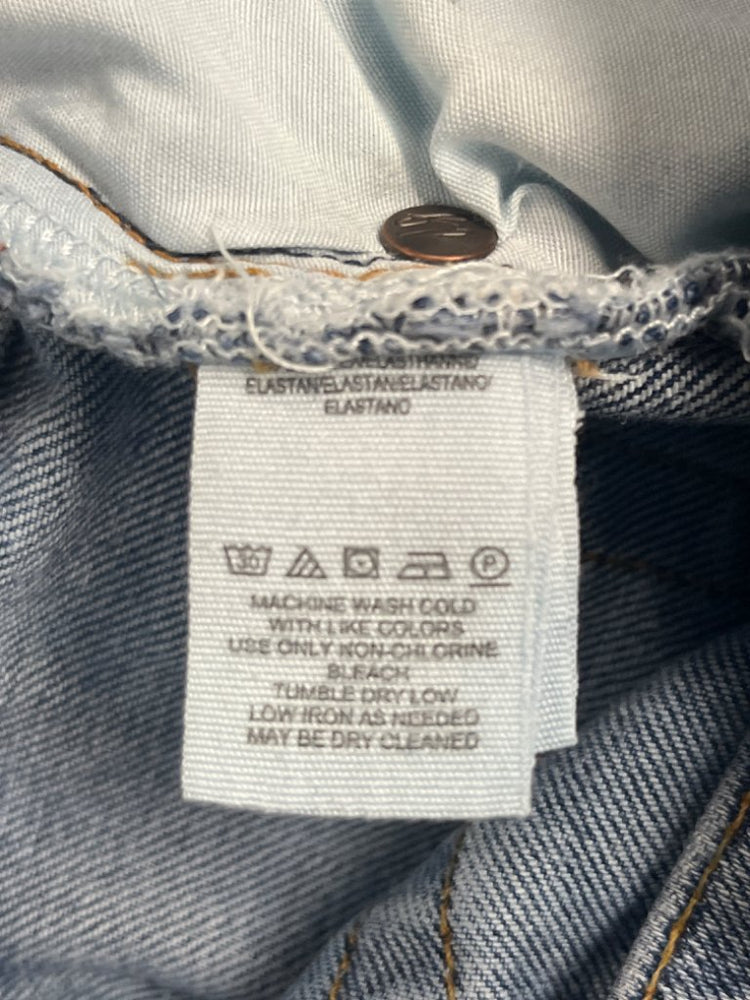 ELASTAN/ELASTAN/ELASTANO/
ELASTANO
30 P
MACHINE WASH COLD
WITH LIKE COLORS
USE ONLY NON-CHLORINE
BLEACH
TUMBLE DRY LOW
LOW IRON AS NEEDED
MAY BE DRY CLEANED